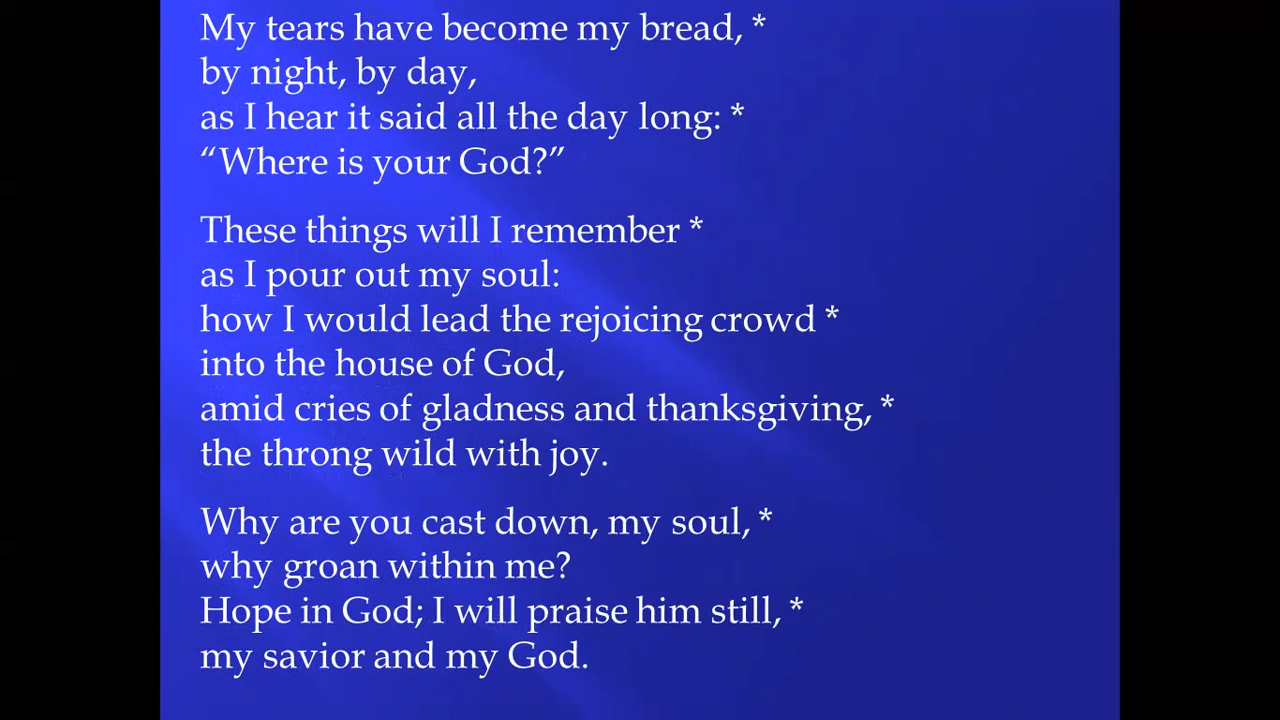 My tears have become my bread, *
by night, by day,
as I hear it said all the day long: *
“Where is your God?”
These things will I remember *
as I pour out my soul:
how I would lead the rejoicing crowd *
into the house of God,
amid cries of gladness and thanksgiving, *
the throng wild with joy.
Why are you cast down, my soul, *
why groan within me?
Hope in God; I will praise him still, *
my savior and my God.